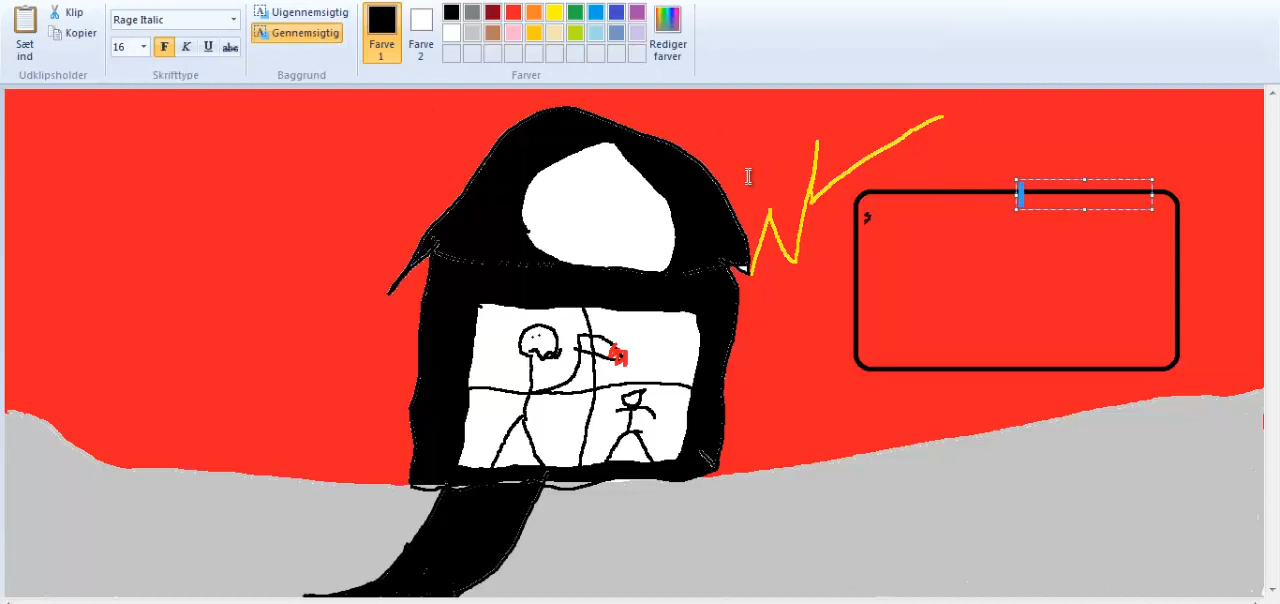 Klip
Kopier
Sæt
ind
Udklipsholder
Rage Italic
16
F K U abc
Skrifttype
Uigennemsigtig
Gennemsigtig
Baggrund
Farve
1
Farve
2
Rediger
farver
Farver
s